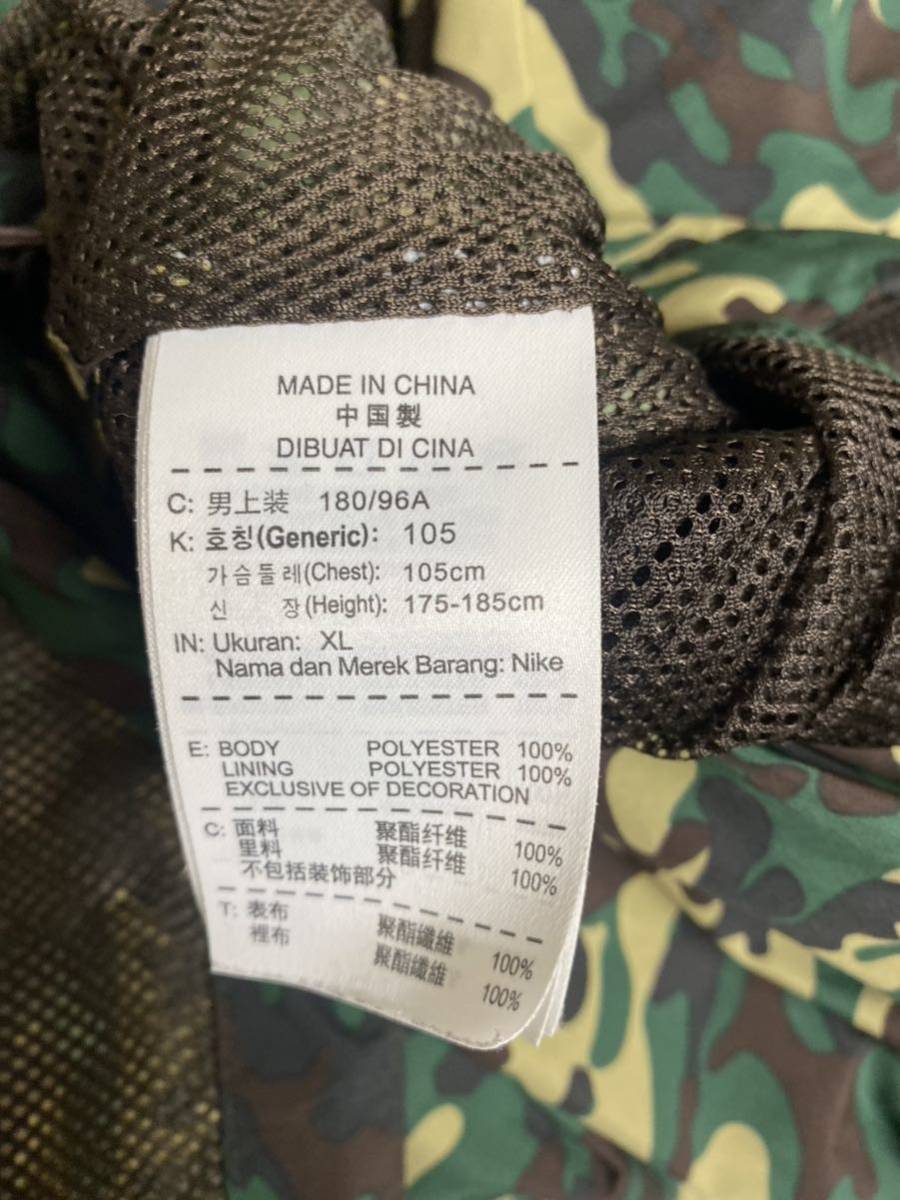 MADE IN CHINA
中国製
DIBUAT DI CINA
C: 男上装 180/96A
K: 호칭(Generic): 105
가슴둘레(Chest): 105cm
신 장(Height): 175-185cm
IN: Ukuran: XL
Nama dan Merek Barang: Nike
E: BODY POLYESTER 100%
LINING POLYESTER 100%
EXCLUSIVE OF DECORATION
C: 面料 聚酯纤维 100%
里料 聚酯纤维 100%
不包括装饰部分
T: 表布 聚酯纖維 100%
裡布 聚酯纖維 100%